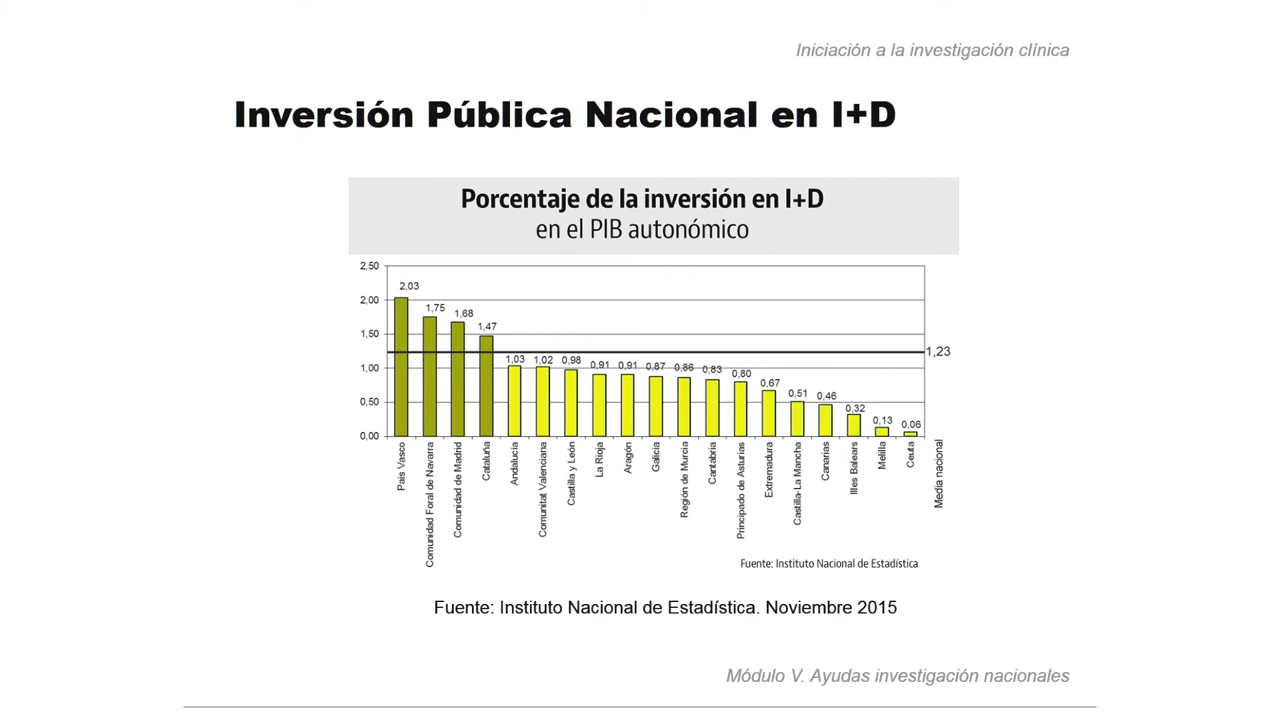 Iniciación a la investigación clínica
Inversión Pública Nacional en I+D
Porcentaje de la inversión en I+D
en el PIB autonómico
2,50
2,00
1,50
1,00
0,50
0,00
2,03
1,75
1,68
1,47
1,03
1,02
0,98
0,91
0,91
0,87
0,86
0,83
0,80
0,67
0,51
0,46
0,32
0,13
0,06
1,23
País Vasco
Comunidad Foral de Navarra
Comunidad de Madrid
Cataluña
Andalucía
Comunitat Valenciana
Castilla y León
La Rioja
Aragón
Galicia
Región de Murcia
Cantabria
Principado de Asturias
Extremadura
Castilla-La Mancha
Canarias
Illes Balears
Melilla
Ceuta
Media nacional
Fuente: Instituto Nacional de Estadística
Fuente: Instituto Nacional de Estadística. Noviembre 2015
Módulo V. Ayudas investigación nacionales